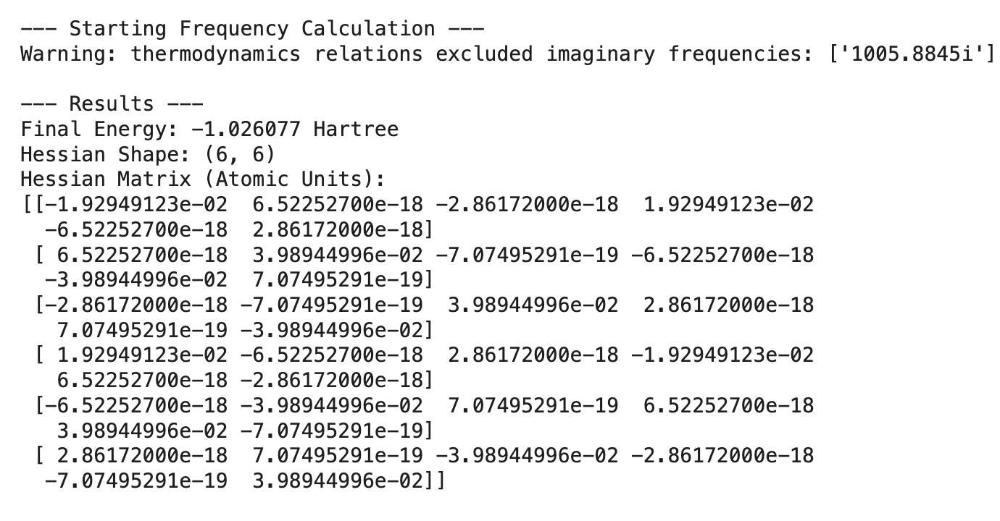 --- Starting Frequency Calculation ---
Warning: thermodynamics relations excluded imaginary frequencies: ['1005.8845i']
--- Results ---
Final Energy: -1.026077 Hartree
Hessian Shape: (6, 6)
Hessian Matrix (Atomic Units):
[[-1.92949123e-02  6.52252700e-18 -2.86172000e-18  1.92949123e-02
  -6.52252700e-18  2.86172000e-18]
 [ 6.52252700e-18  3.98944996e-02 -7.07495291e-19 -6.52252700e-18
  -3.98944996e-02  7.07495291e-19]
 [-2.86172000e-18 -7.07495291e-19  3.98944996e-02  2.86172000e-18
   7.07495291e-19 -3.98944996e-02]
 [ 1.92949123e-02 -6.52252700e-18  2.86172000e-18 -1.92949123e-02
   6.52252700e-18 -2.86172000e-18]
 [-6.52252700e-18 -3.98944996e-02  7.07495291e-19  6.52252700e-18
   3.98944996e-02 -7.07495291e-19]
 [ 2.86172000e-18  7.07495291e-19 -3.98944996e-02 -2.86172000e-18
  -7.07495291e-19  3.98944996e-02]]